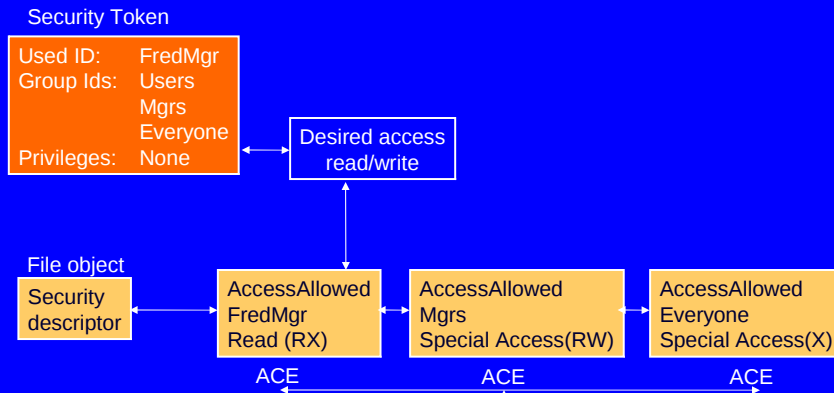 Security Token
Used ID: FredMgr
Group Ids: Users
Mgrs
Everyone
Privileges: None
Desired access
read/write
File object
Security
descriptor
AccessAllowed
FredMgr
Read (RX)
AccessAllowed
Mgrs
Special Access(RW)
AccessAllowed
Everyone
Special Access(X)
ACE
ACE
ACE